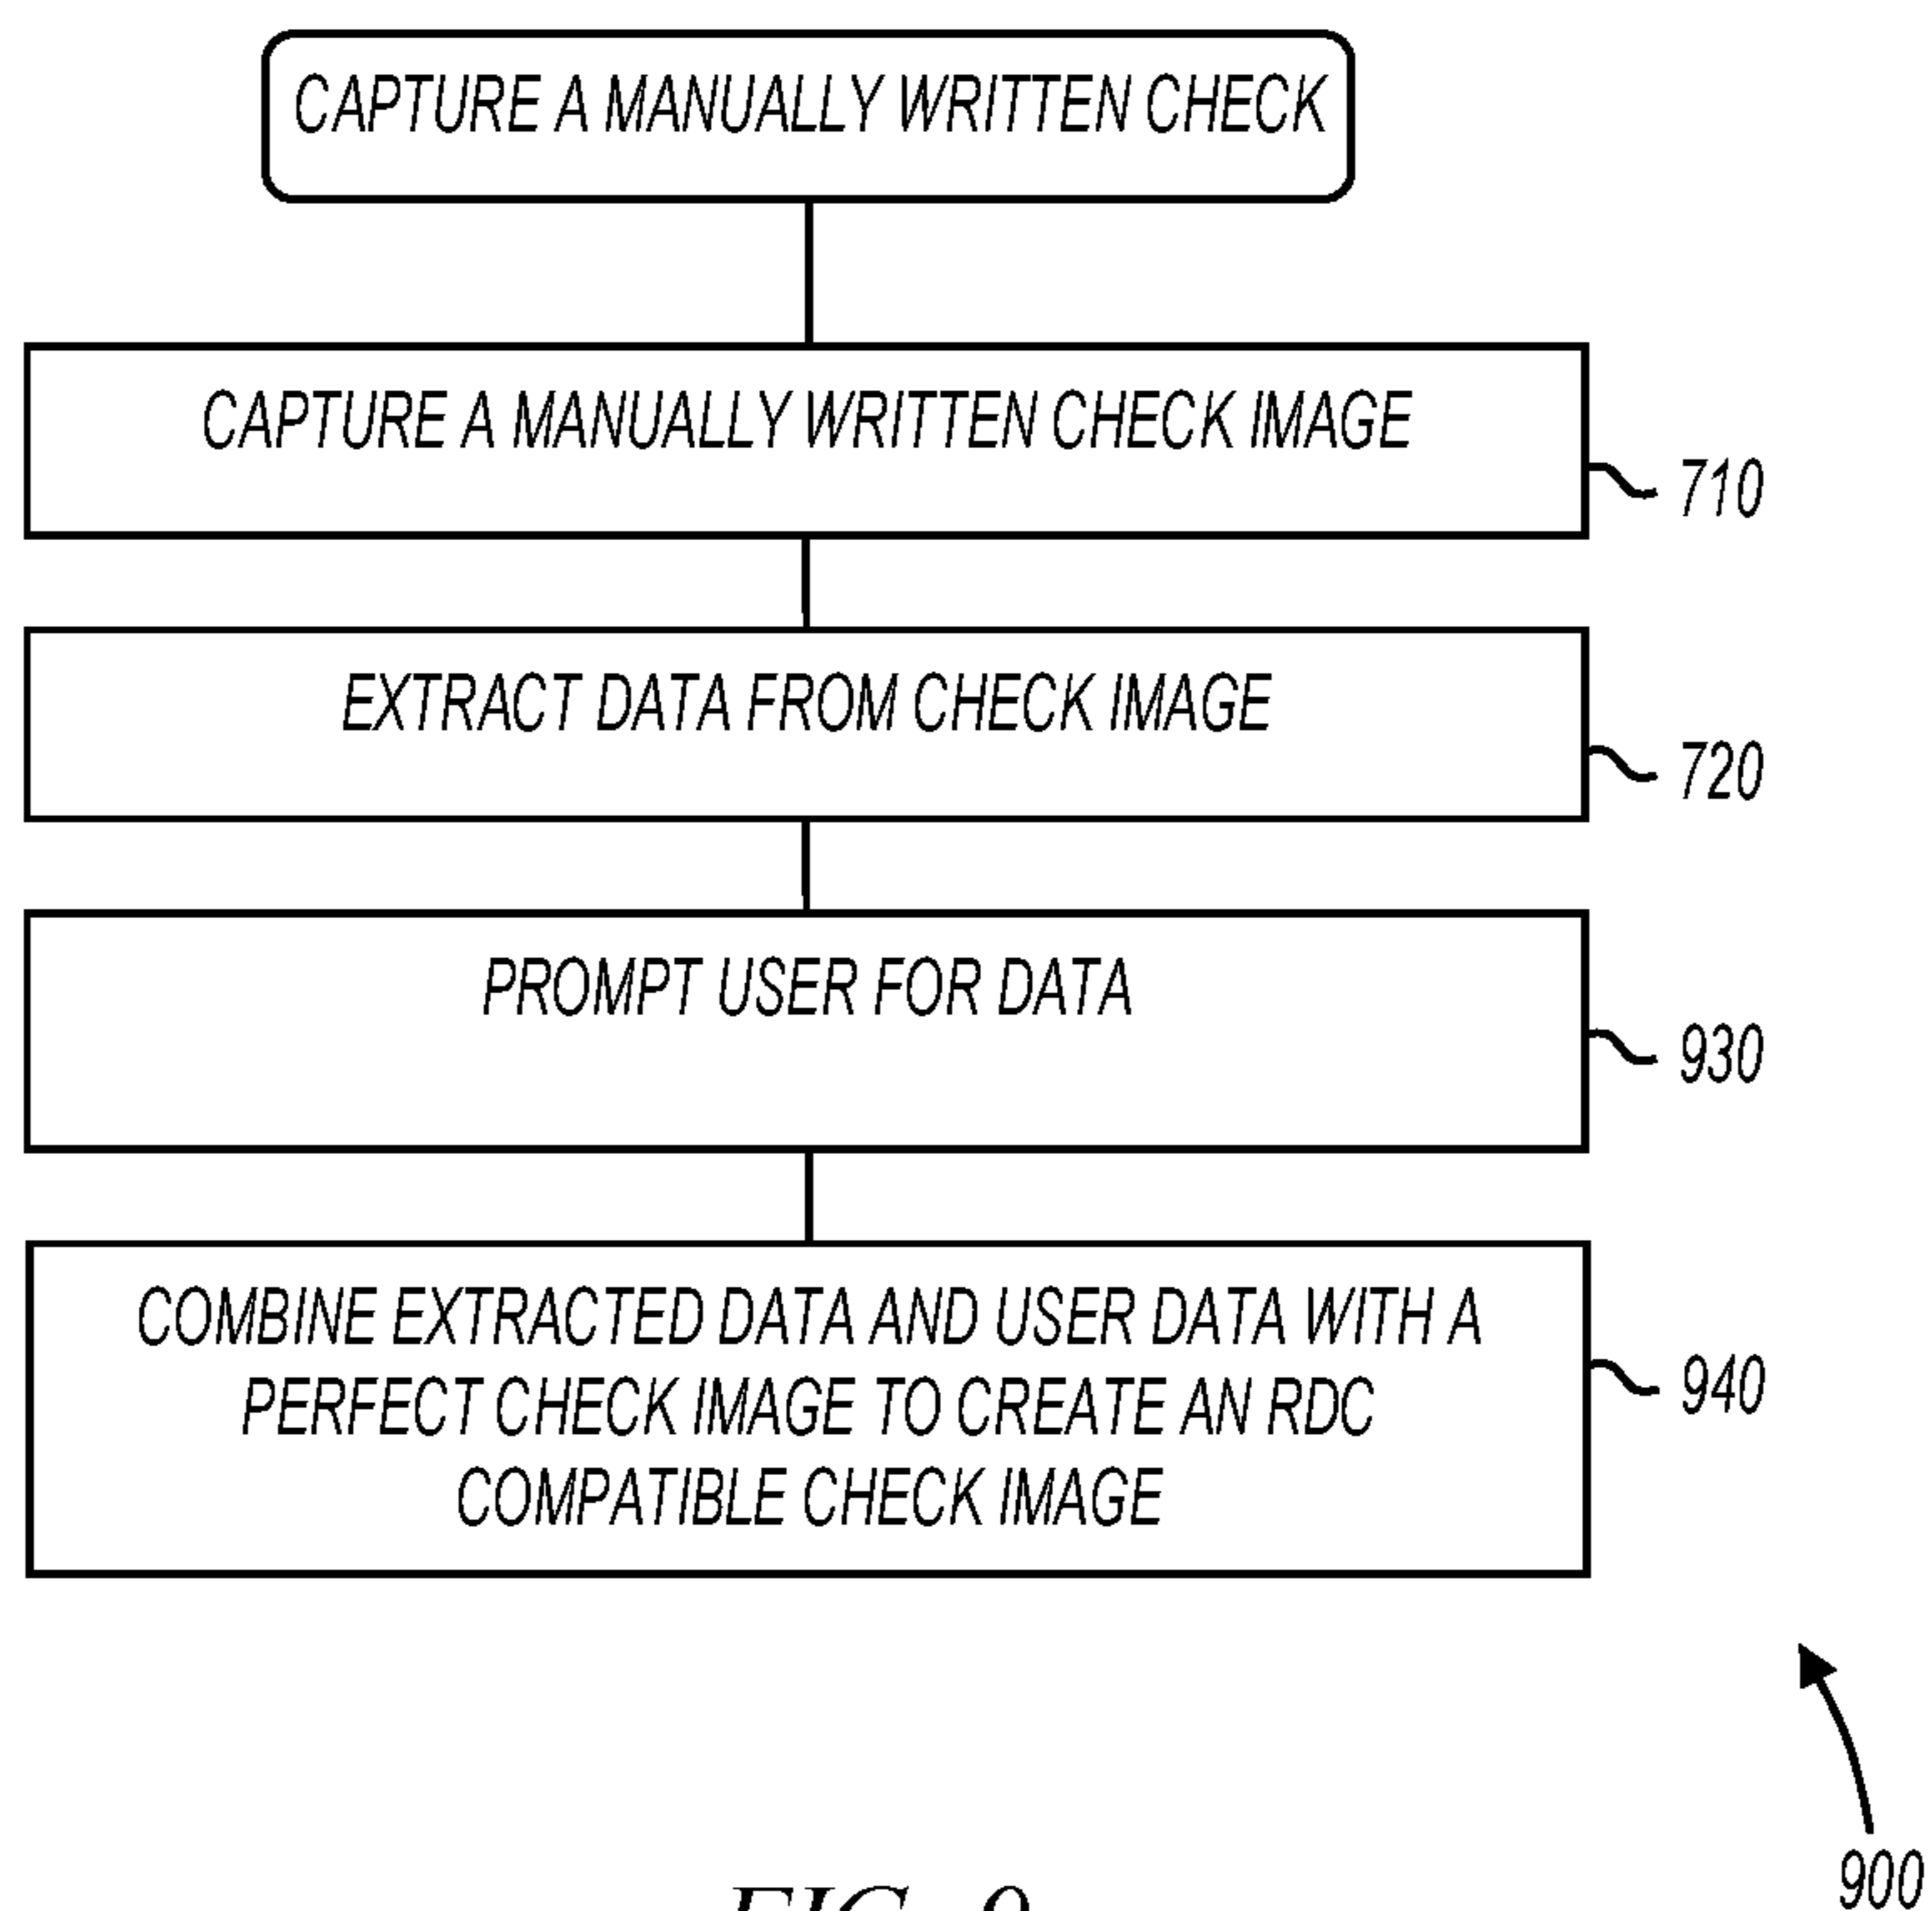 CAPTURE A MANUALLY WRITTEN CHECK
CAPTURE A MANUALLY WRITTEN CHECK IMAGE
710
EXTRACT DATA FROM CHECK IMAGE
720
PROMPT USER FOR DATA
930
COMBINE EXTRACTED DATA AND USER DATA WITH A
PERFECT CHECK IMAGE TO CREATE AN RDC
COMPATIBLE CHECK IMAGE
940
900